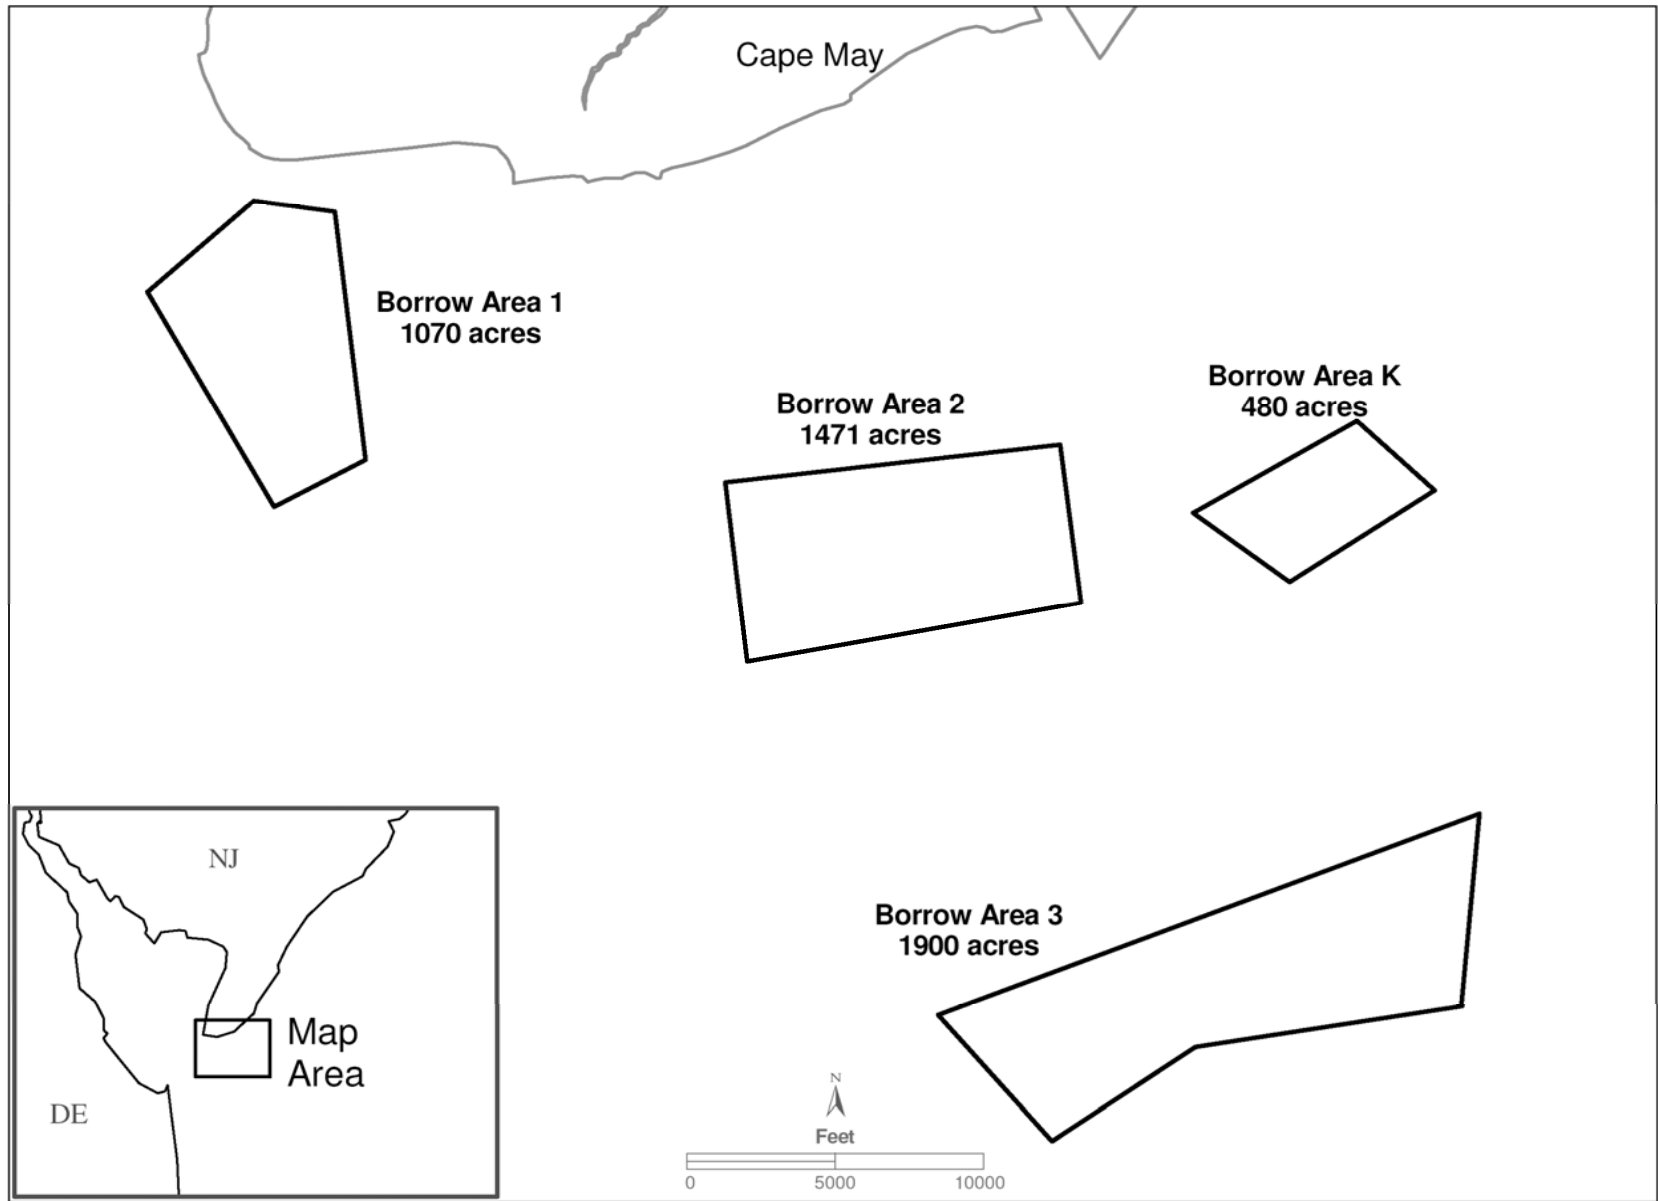 Cape May
Borrow Area 1
1070 acres
Borrow Area K
480 acres
Borrow Area 2
1471 acres
NJ
Borrow Area 3
1900 acres
Map
Area
DE
N
Feet
0 5000 10000